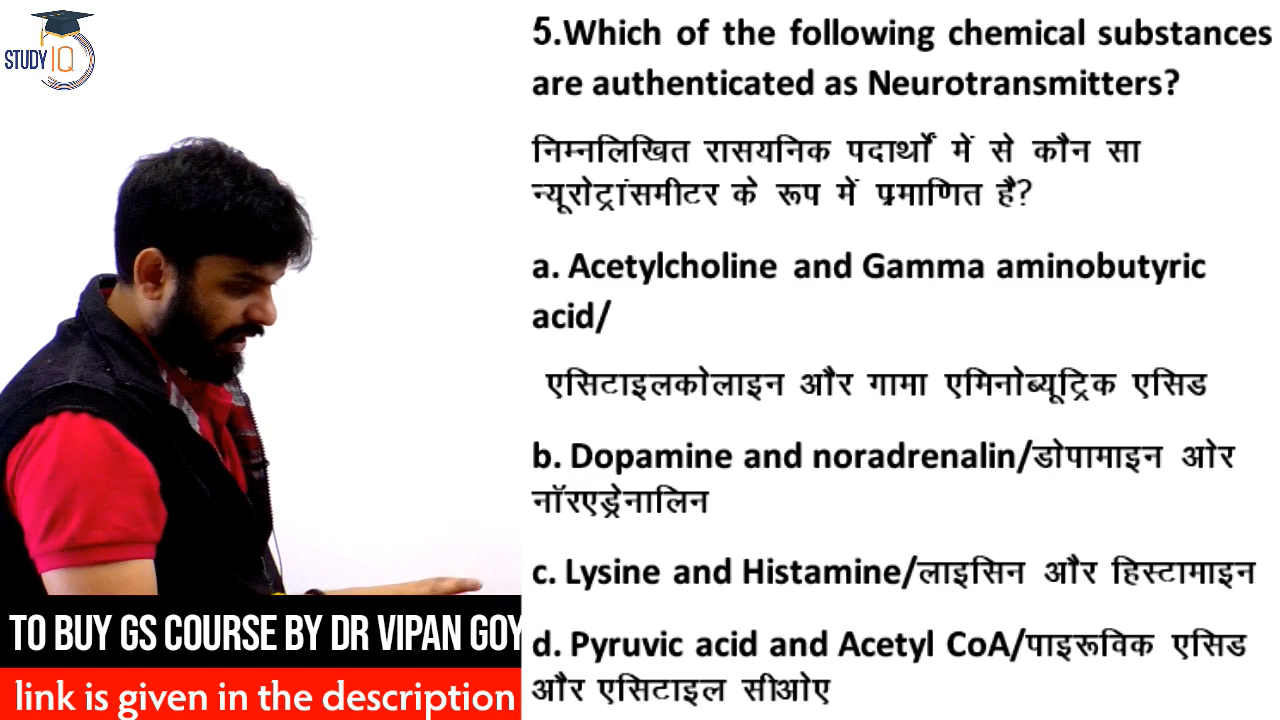 STUDY IQ
5.Which of the following chemical substances
are authenticated as Neurotransmitters?
निम्नलिखित रासयनिक पदार्थों में से कौन सा
न्यूरोट्रांसमीटर के रूप में प्रमाणित है?
a. Acetylcholine and Gamma aminobutyric
acid/
एसिटाइलकोलाइन और गामा एमिनोब्यूट्रिक एसिड
b. Dopamine and noradrenalin/डोपामाइन ओर
नॉरएड्रेनालिन
c. Lysine and Histamine/लाइसिन और हिस्टामाइन
d. Pyruvic acid and Acetyl CoA/पाइरूविक एसिड
और एसिटाइल सीओए
TO BUY GS COURSE BY DR VIPAN GOY
link is given in the description